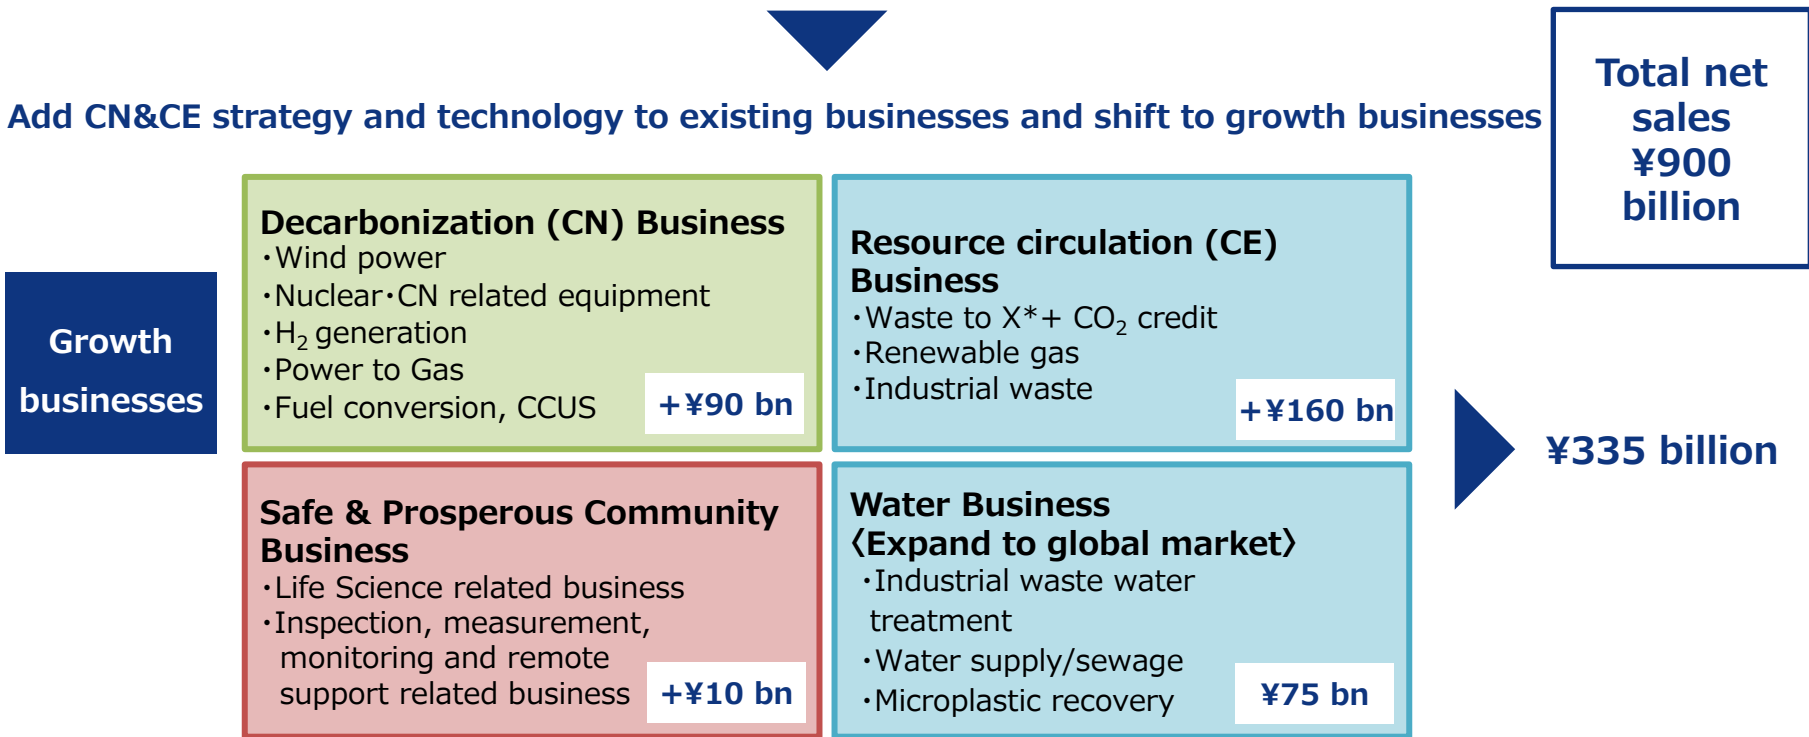 Add CN&CE strategy and technology to existing businesses and shift to growth businesses
Total net
sales
¥900
billion
Growth
businesses
Decarbonization (CN) Business
・Wind power
・Nuclear・CN related equipment
・H₂ generation
・Power to Gas
・Fuel conversion, CCUS
+¥90 bn
Resource circulation (CE)
Business
・Waste to X*+ CO₂ credit
・Renewable gas
・Industrial waste
+¥160 bn
Safe & Prosperous Community
Business
・Life Science related business
・Inspection, measurement,
monitoring and remote
support related business
+¥10 bn
Water Business
〈Expand to global market〉
・Industrial waste water
treatment
・Water supply/sewage
・Microplastic recovery
¥75 bn
¥335 billion